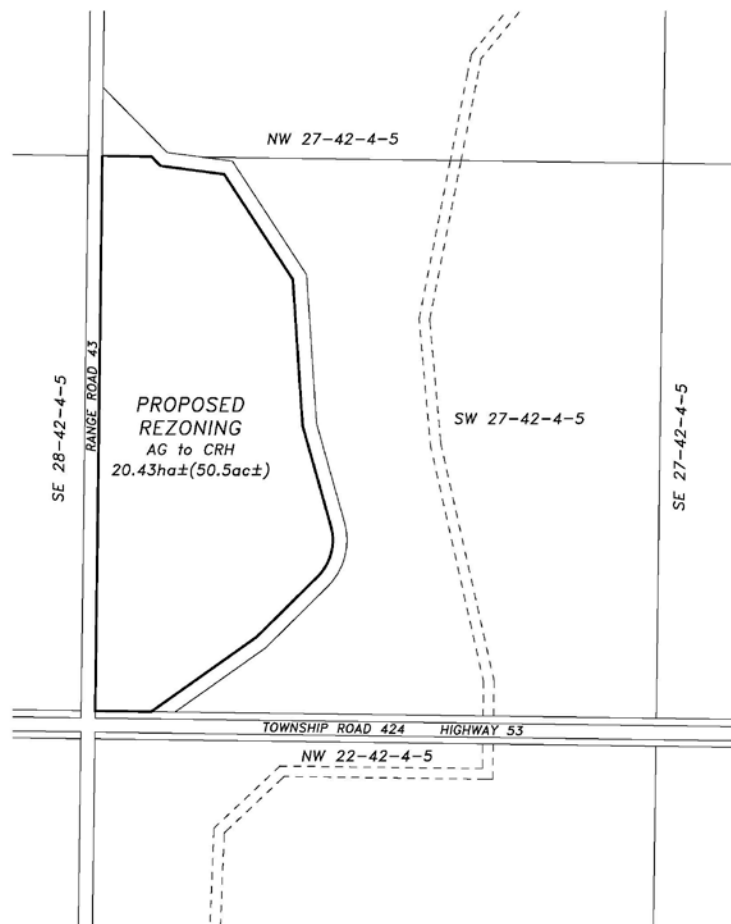 NW 27-42-4-5
RANGE ROAD 43
SE 28-42-4-5
PROPOSED
REZONING
AG to CRH
20.43ha±(50.5ac±)
SW 27-42-4-5
SE 27-42-4-5
TOWNSHIP ROAD 424 HIGHWAY 53
NW 22-42-4-5